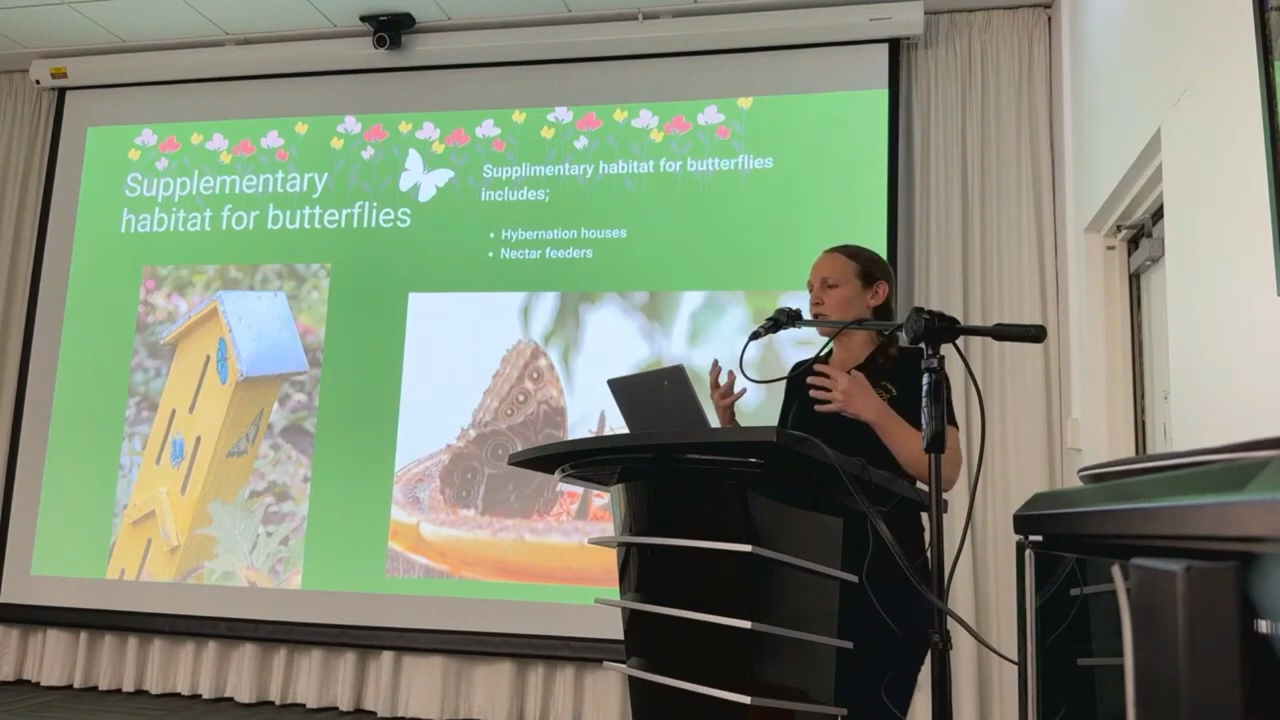 Supplementary
habitat for butterflies
Supplimentary habitat for butterflies
includes;
• Hybernation houses
• Nectar feeders